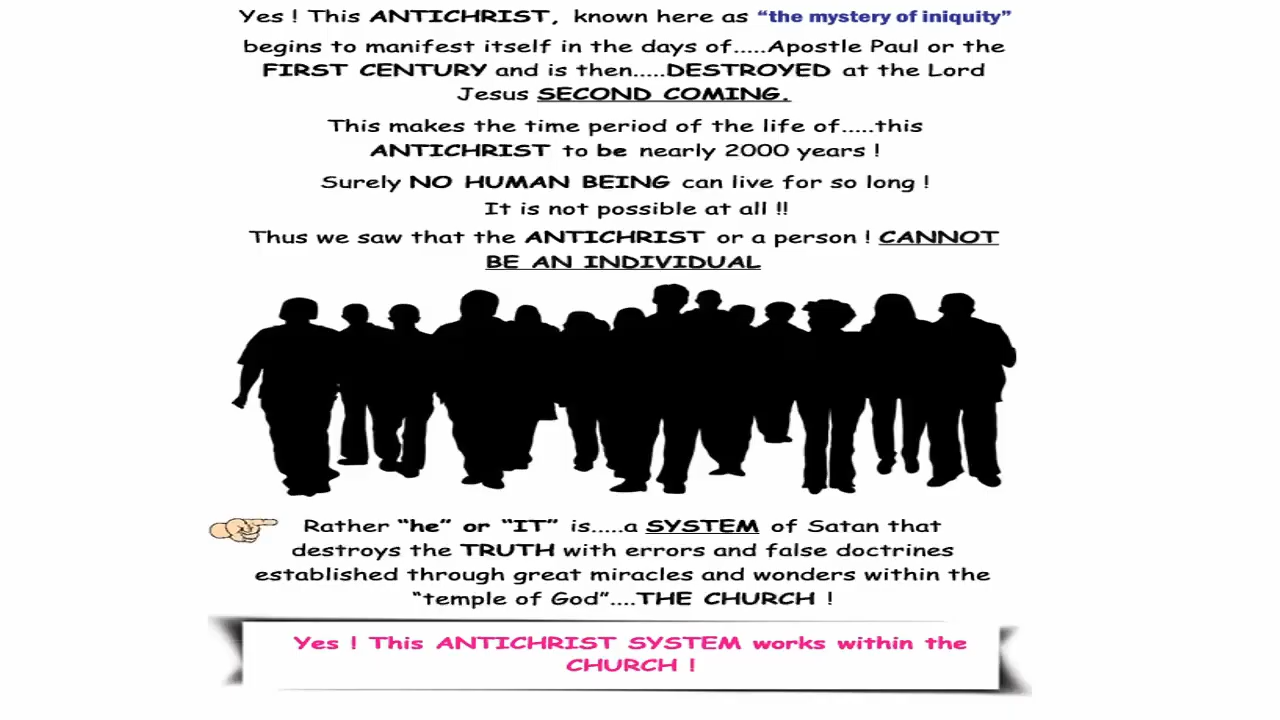 Yes ! This ANTICHRIST, known here as “the mystery of iniquity”
begins to manifest itself in the days of.....Apostle Paul or the
FIRST CENTURY and is then.....DESTROYED at the Lord
Jesus SECOND COMING.
This makes the time period of the life of.....this
ANTICHRIST to be nearly 2000 years !
Surely NO HUMAN BEING can live for so long !
It is not possible at all !!
Thus we saw that the ANTICHRIST or a person ! CANNOT
BE AN INDIVIDUAL
Rather “he” or “IT” is.....a SYSTEM of Satan that
destroys the TRUTH with errors and false doctrines
established through great miracles and wonders within the
“temple of God”....THE CHURCH !
Yes ! This ANTICHRIST SYSTEM works within the
CHURCH !